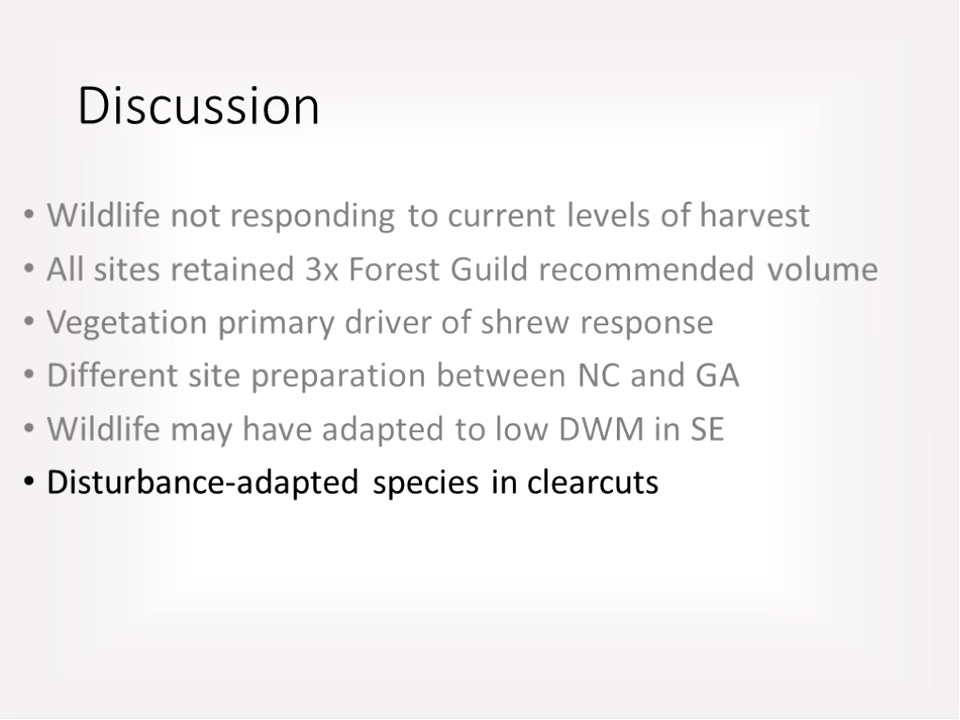 Discussion
• Wildlife not responding to current levels of harvest
• All sites retained 3x Forest Guild recommended volume
• Vegetation primary driver of shrew response
• Different site preparation between NC and GA
• Wildlife may have adapted to low DWM in SE
• Disturbance-adapted species in clearcuts